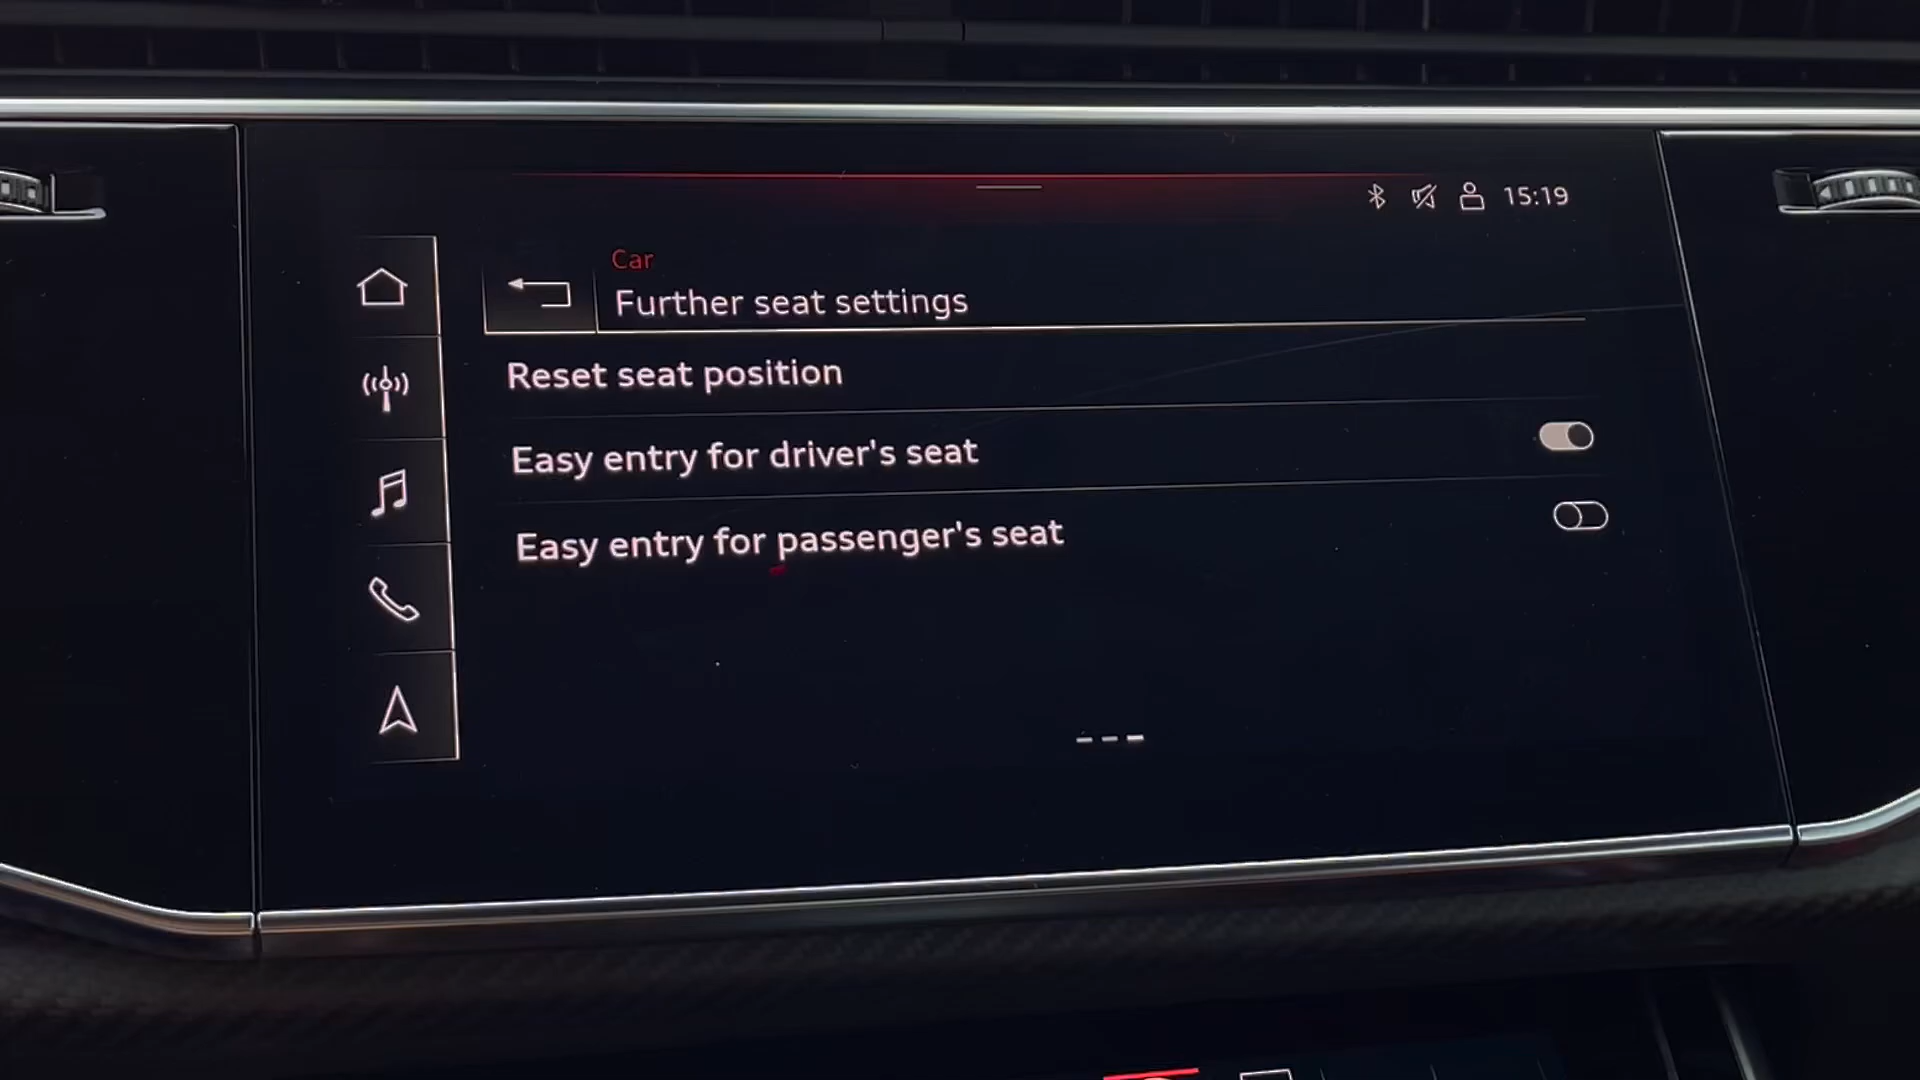 15:19
Car
Further seat settings
Reset seat position
Easy entry for driver's seat
Easy entry for passenger's seat